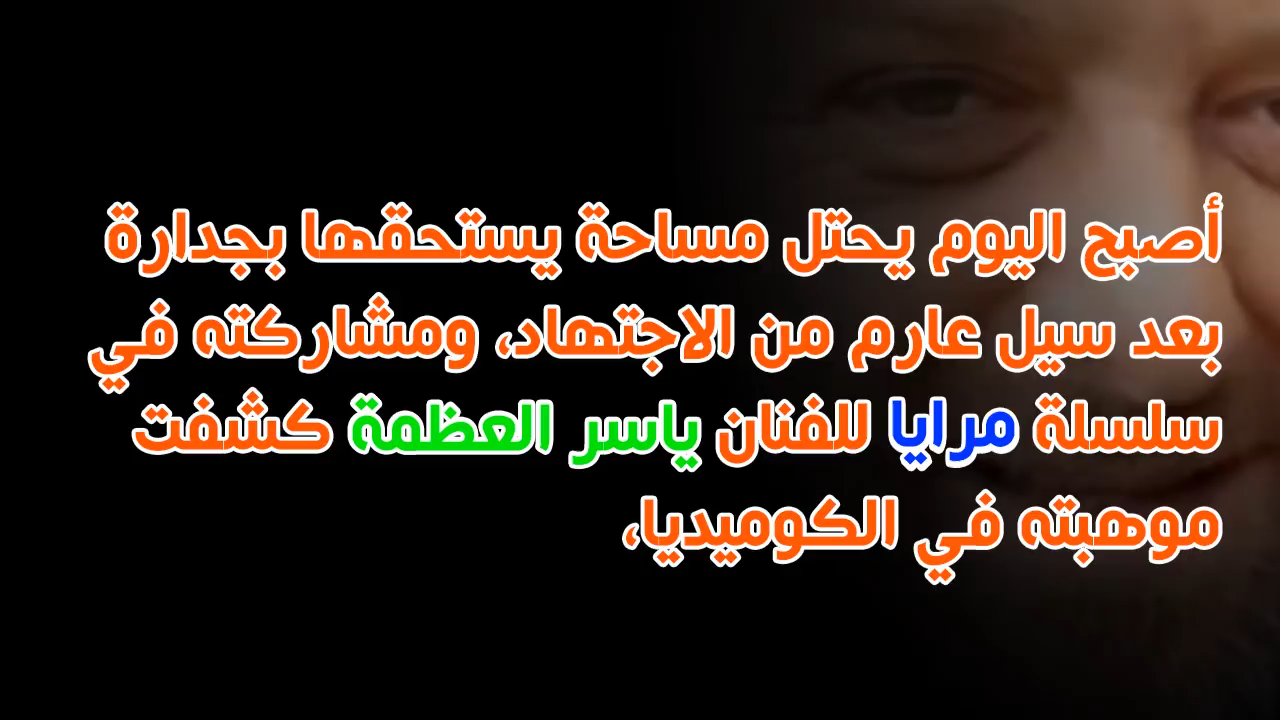 أصبح اليوم يحتل مساحة يستحقها بجدارة
بعد سيل عارم من الاجتهاد، ومشاركته في
سلسلة مرايا للفنان ياسر العظمة كشفت
موهبته في الكوميديا،